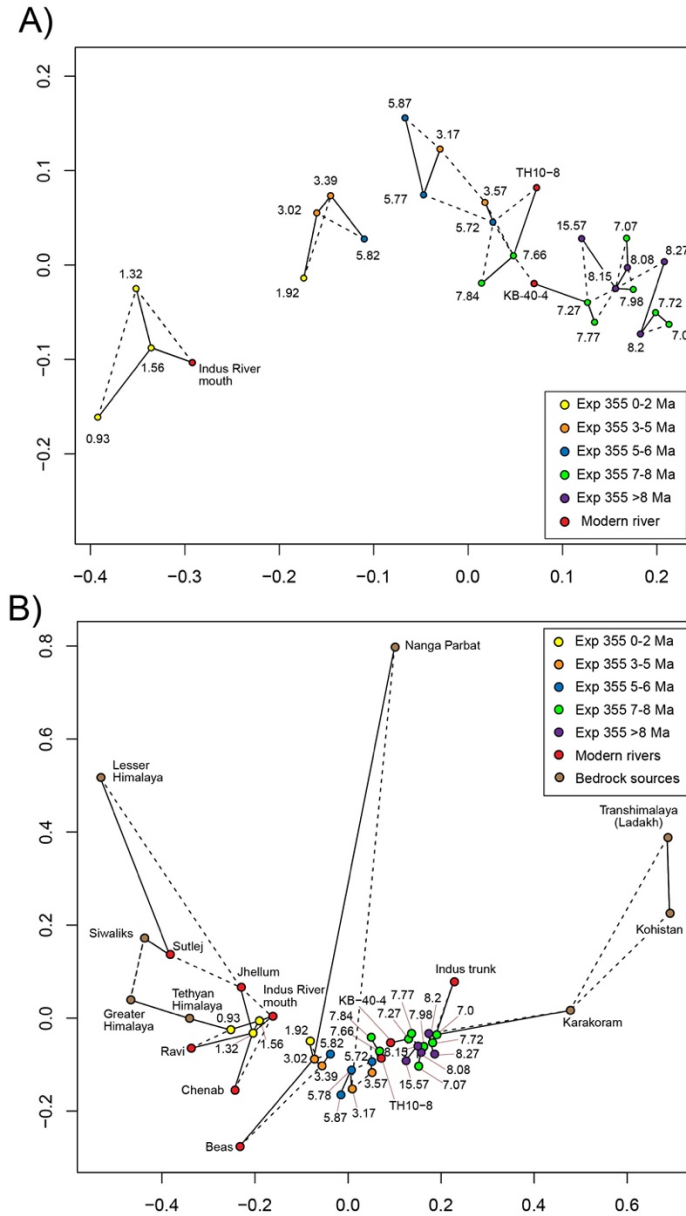 A)
0.2
0.1
0.0
−0.1
−0.2
5.87
3.17
TH10−8
3.39
3.57
15.57
7.07
3.02
5.77
5.72
8.27
5.82
7.66
8.15
8.08
1.32
1.92
7.84
KB-40-4
7.27
7.98
7.72
7.77
7.0
8.2
1.56
Indus River
mouth
0.93
Exp 355 0-2 Ma
Exp 355 3-5 Ma
Exp 355 5-6 Ma
Exp 355 7-8 Ma
Exp 355 >8 Ma
Modern river
−0.4
−0.3
−0.2
−0.1
0.0
0.1
0.2
B)
0.8
0.6
0.4
0.2
0.0
−0.2
Nanga Parbat
Exp 355 0-2 Ma
Exp 355 3-5 Ma
Exp 355 5-6 Ma
Exp 355 7-8 Ma
Exp 355 >8 Ma
Modern rivers
Bedrock sources
Lesser
Himalaya
Transhimalaya
(Ladakh)
Kohistan
Siwaliks
Sutlej
Jhellum
Indus River
mouth
Indus trunk
Greater
Himalaya
Tethyan
Himalaya
0.93
KB−40-4
7.77
7.98
8.2
7.0
7.84
7.27
Karakoram
1.92
5.82
7.66
Ravi
1.32
1.56
3.02
5.72
8.15
7.72
8.27
3.39
8.08
Chenab
5.78
3.57
15.57
7.07
5.87
3.17
TH10−8
Beas
−0.4
−0.2
0.0
0.2
0.4
0.6